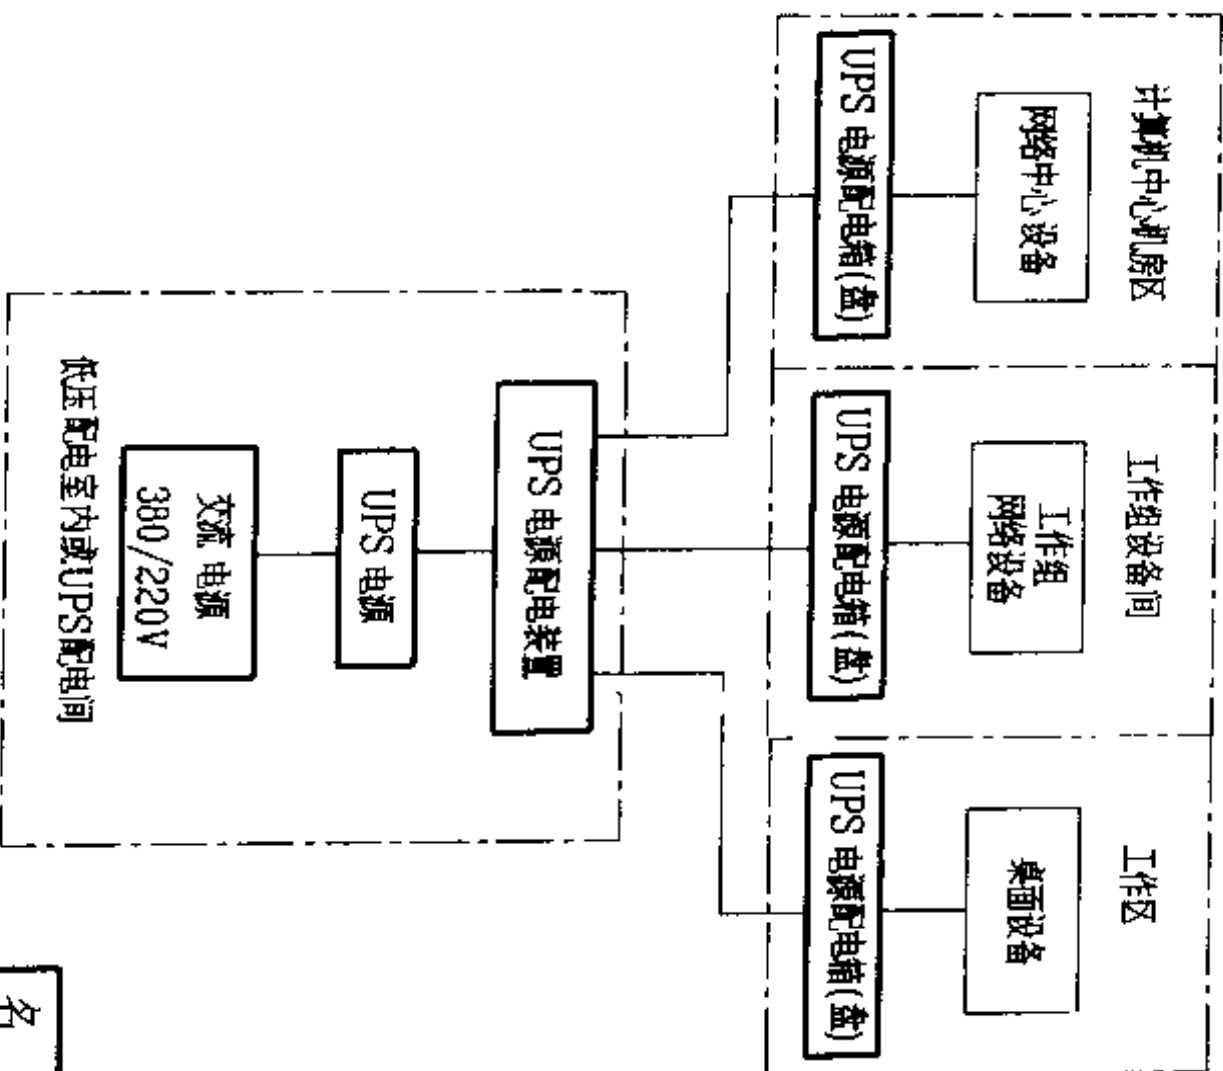 计算机中心机房区
网络中心设备
UPS 电源配电箱(盘)
工作组设备间
工作组
网络设备
UPS 电源配电箱(盘)
工作区
桌面设备
UPS 电源配电箱(盘)
UPS 电源配电装置
UPS 电源
交流 电源
380/220V
低压配电室内或UPS配电间
名